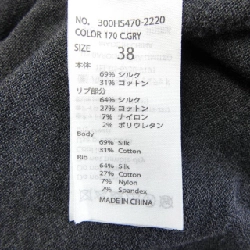 NO. 300H5470-2220
COLOR 170 C.GRY
SIZE 38
本体
69% シルク
31% コットン
リブ部分
64% シルク
27% コットン
7% ナイロン
2% ポリウレタン
Body
69% Silk
31% Cotton
Rib
64% Silk
27% Cotton
7% Nylon
2% Spandex
MADE IN CHINA